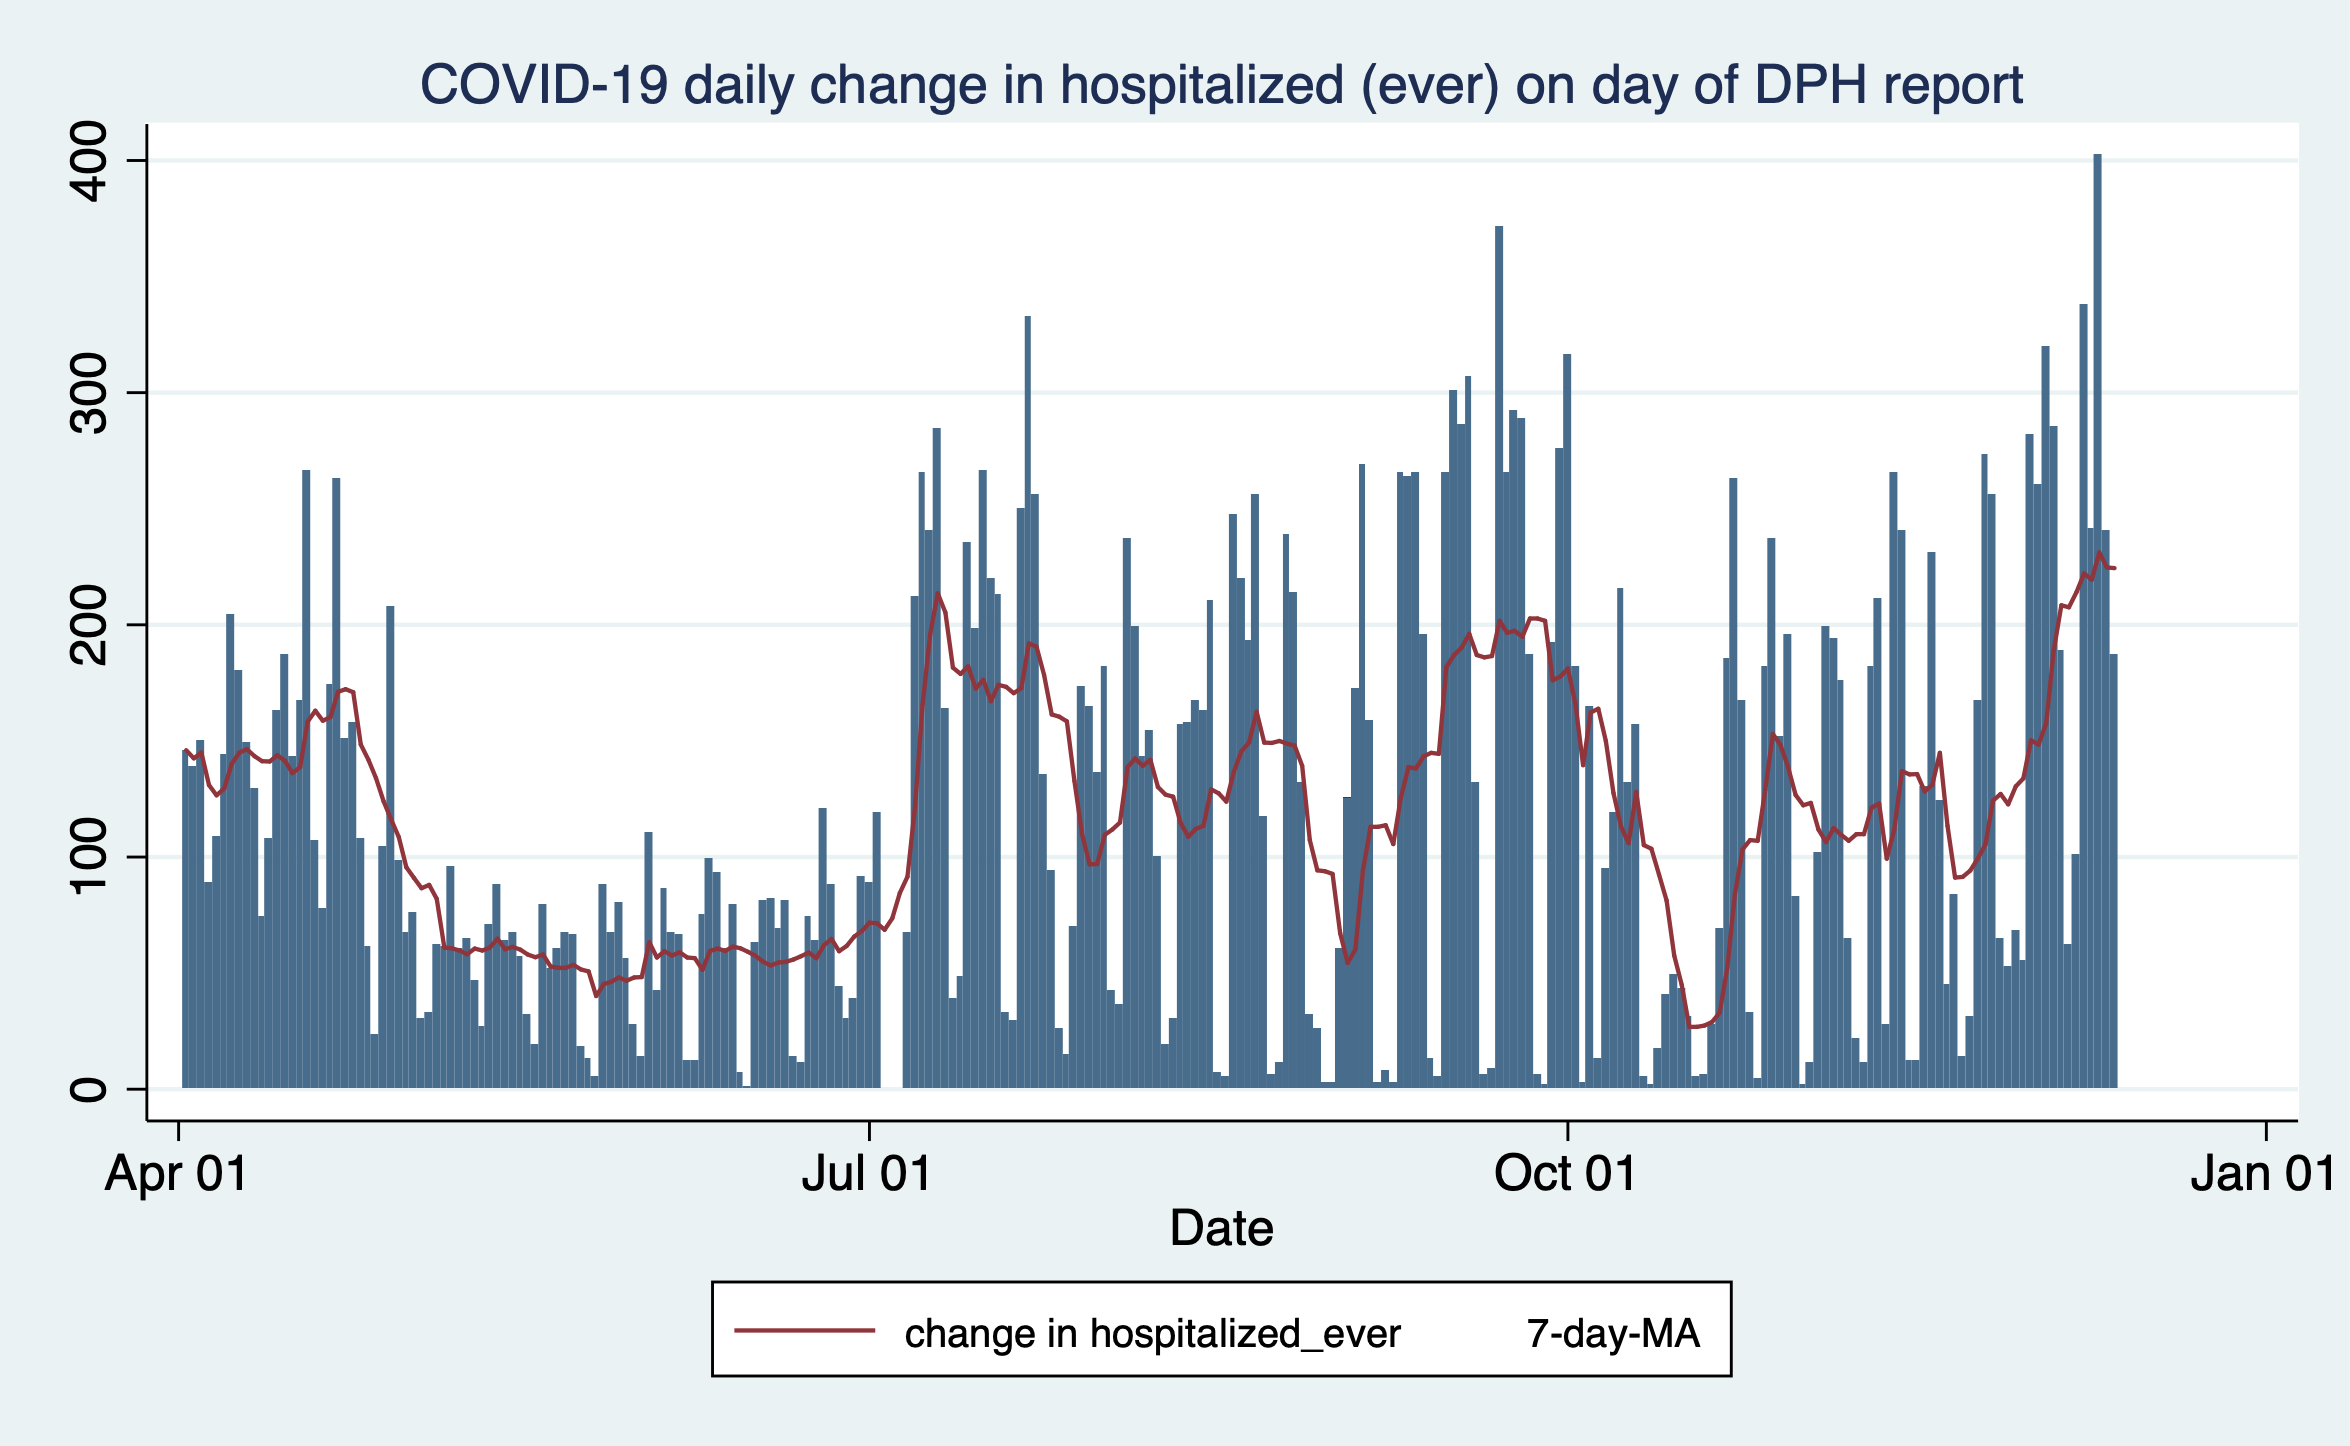 COVID-19 daily change in hospitalized (ever) on day of DPH report
400
300
200
100
0
Apr 01 Jul 01 Oct 01 Jan 01
Date
change in hospitalized_ever 7-day-MA